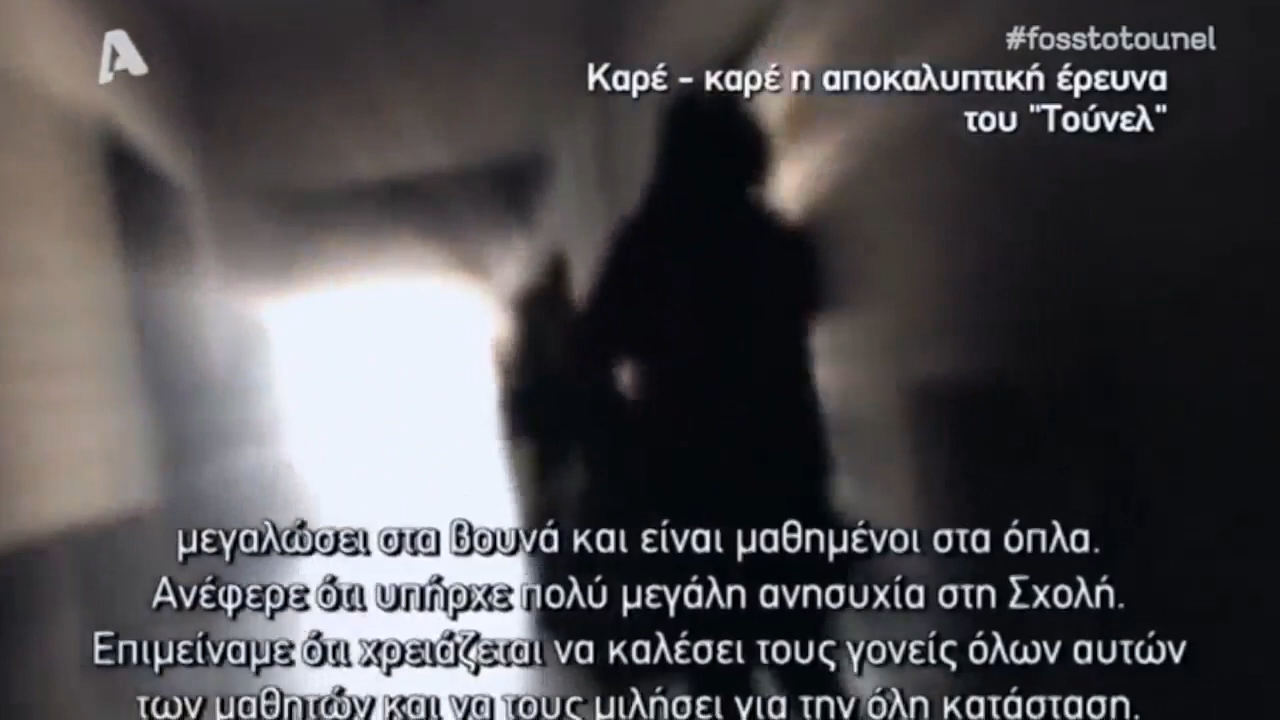 #fosstotounel
Καρέ - καρέ η αποκαλυπτική έρευνα
του "Τούνελ"
μεγαλώσει στα βουνά και είναι μαθημένοι στα όπλα.
Ανέφερε ότι υπήρχε πολύ μεγάλη ανησυχία στη Σχολή.
Επιμείναμε ότι χρειάζεται να καλέσει τους γονείς όλων αυτών
των μαθητών και να τους μιλήσει για την όλη κατάσταση.